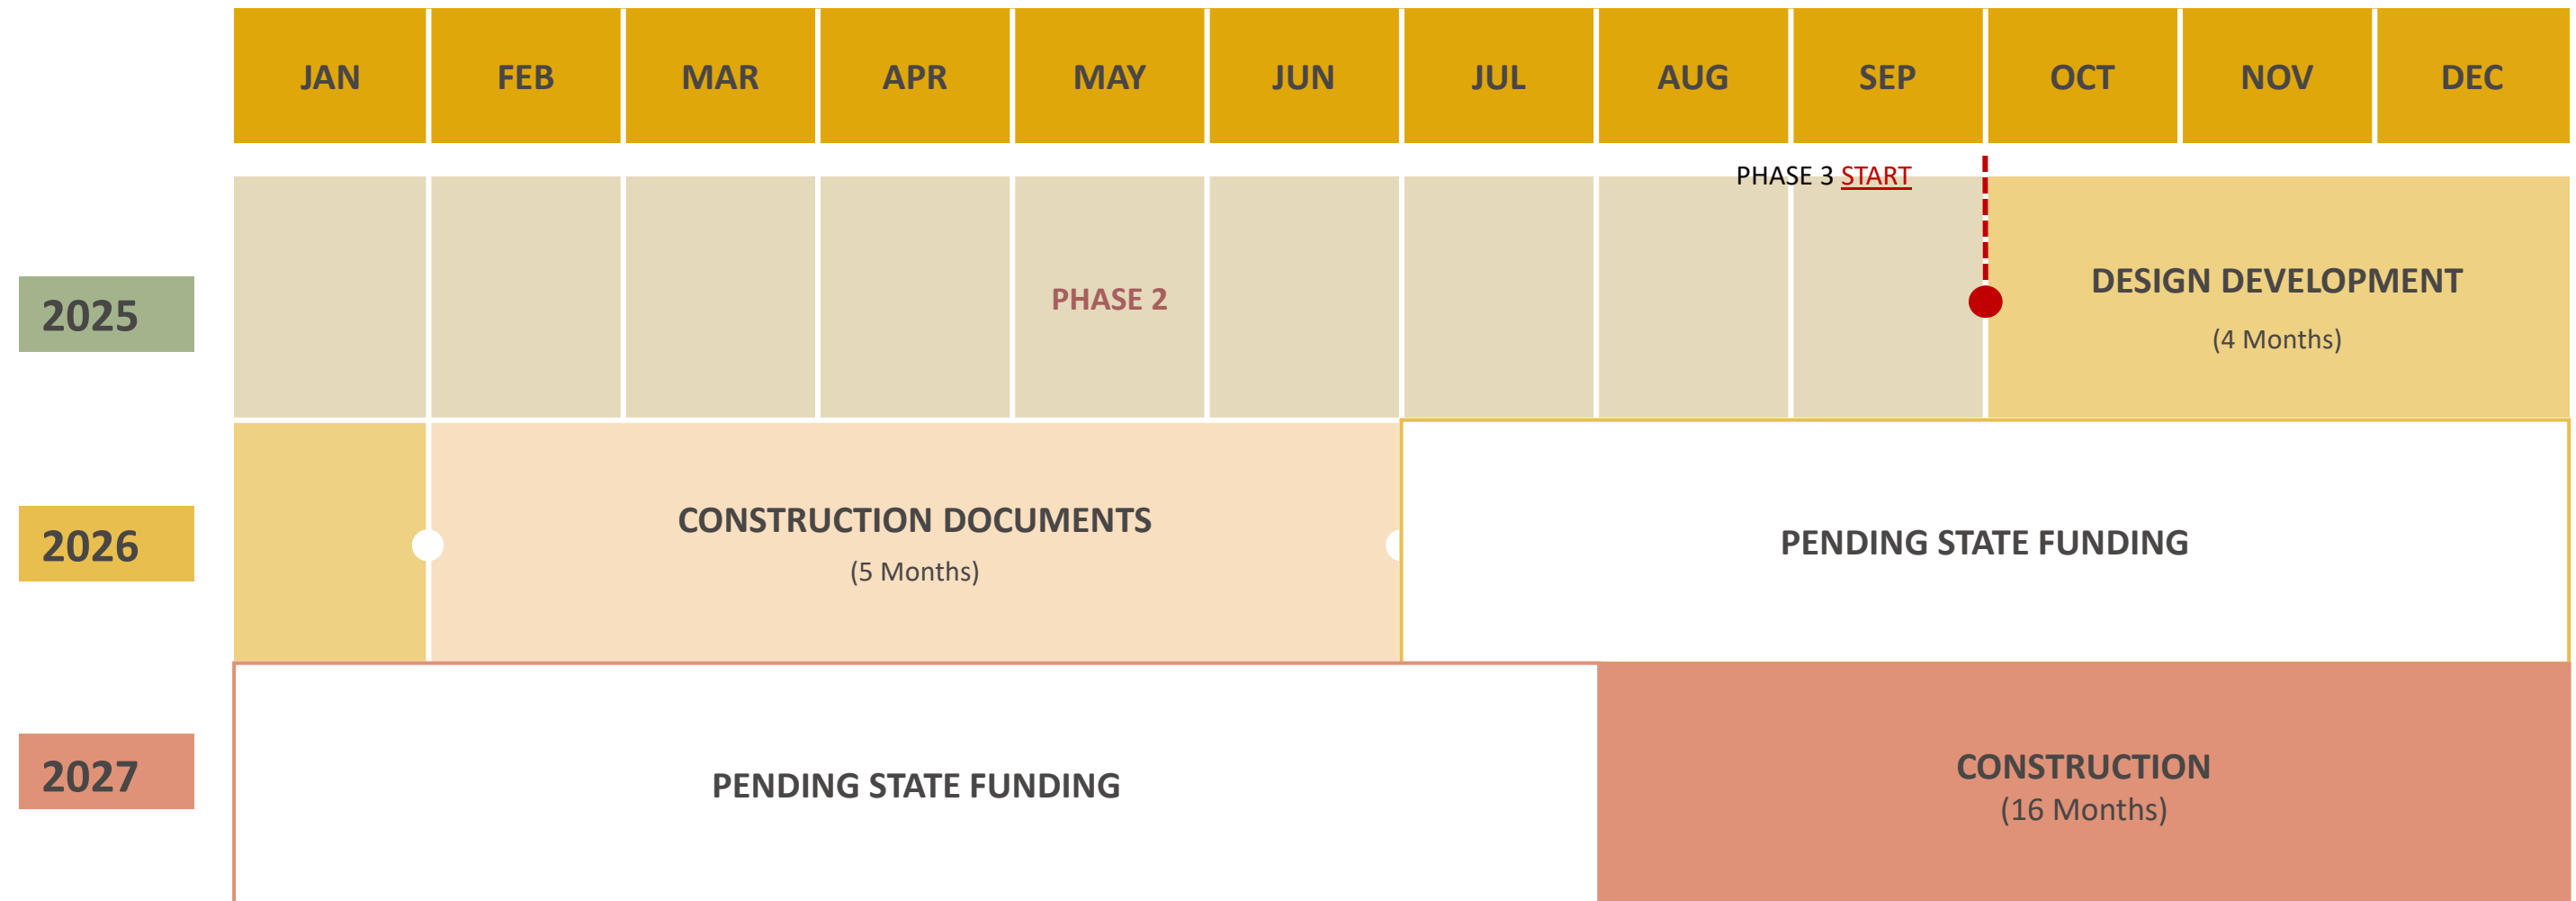 JAN FEB MAR APR MAY JUN JUL AUG SEP OCT NOV DEC
PHASE 3 START
2025
PHASE 2
DESIGN DEVELOPMENT
(4 Months)
2026
CONSTRUCTION DOCUMENTS
(5 Months)
PENDING STATE FUNDING
2027
PENDING STATE FUNDING
CONSTRUCTION
(16 Months)